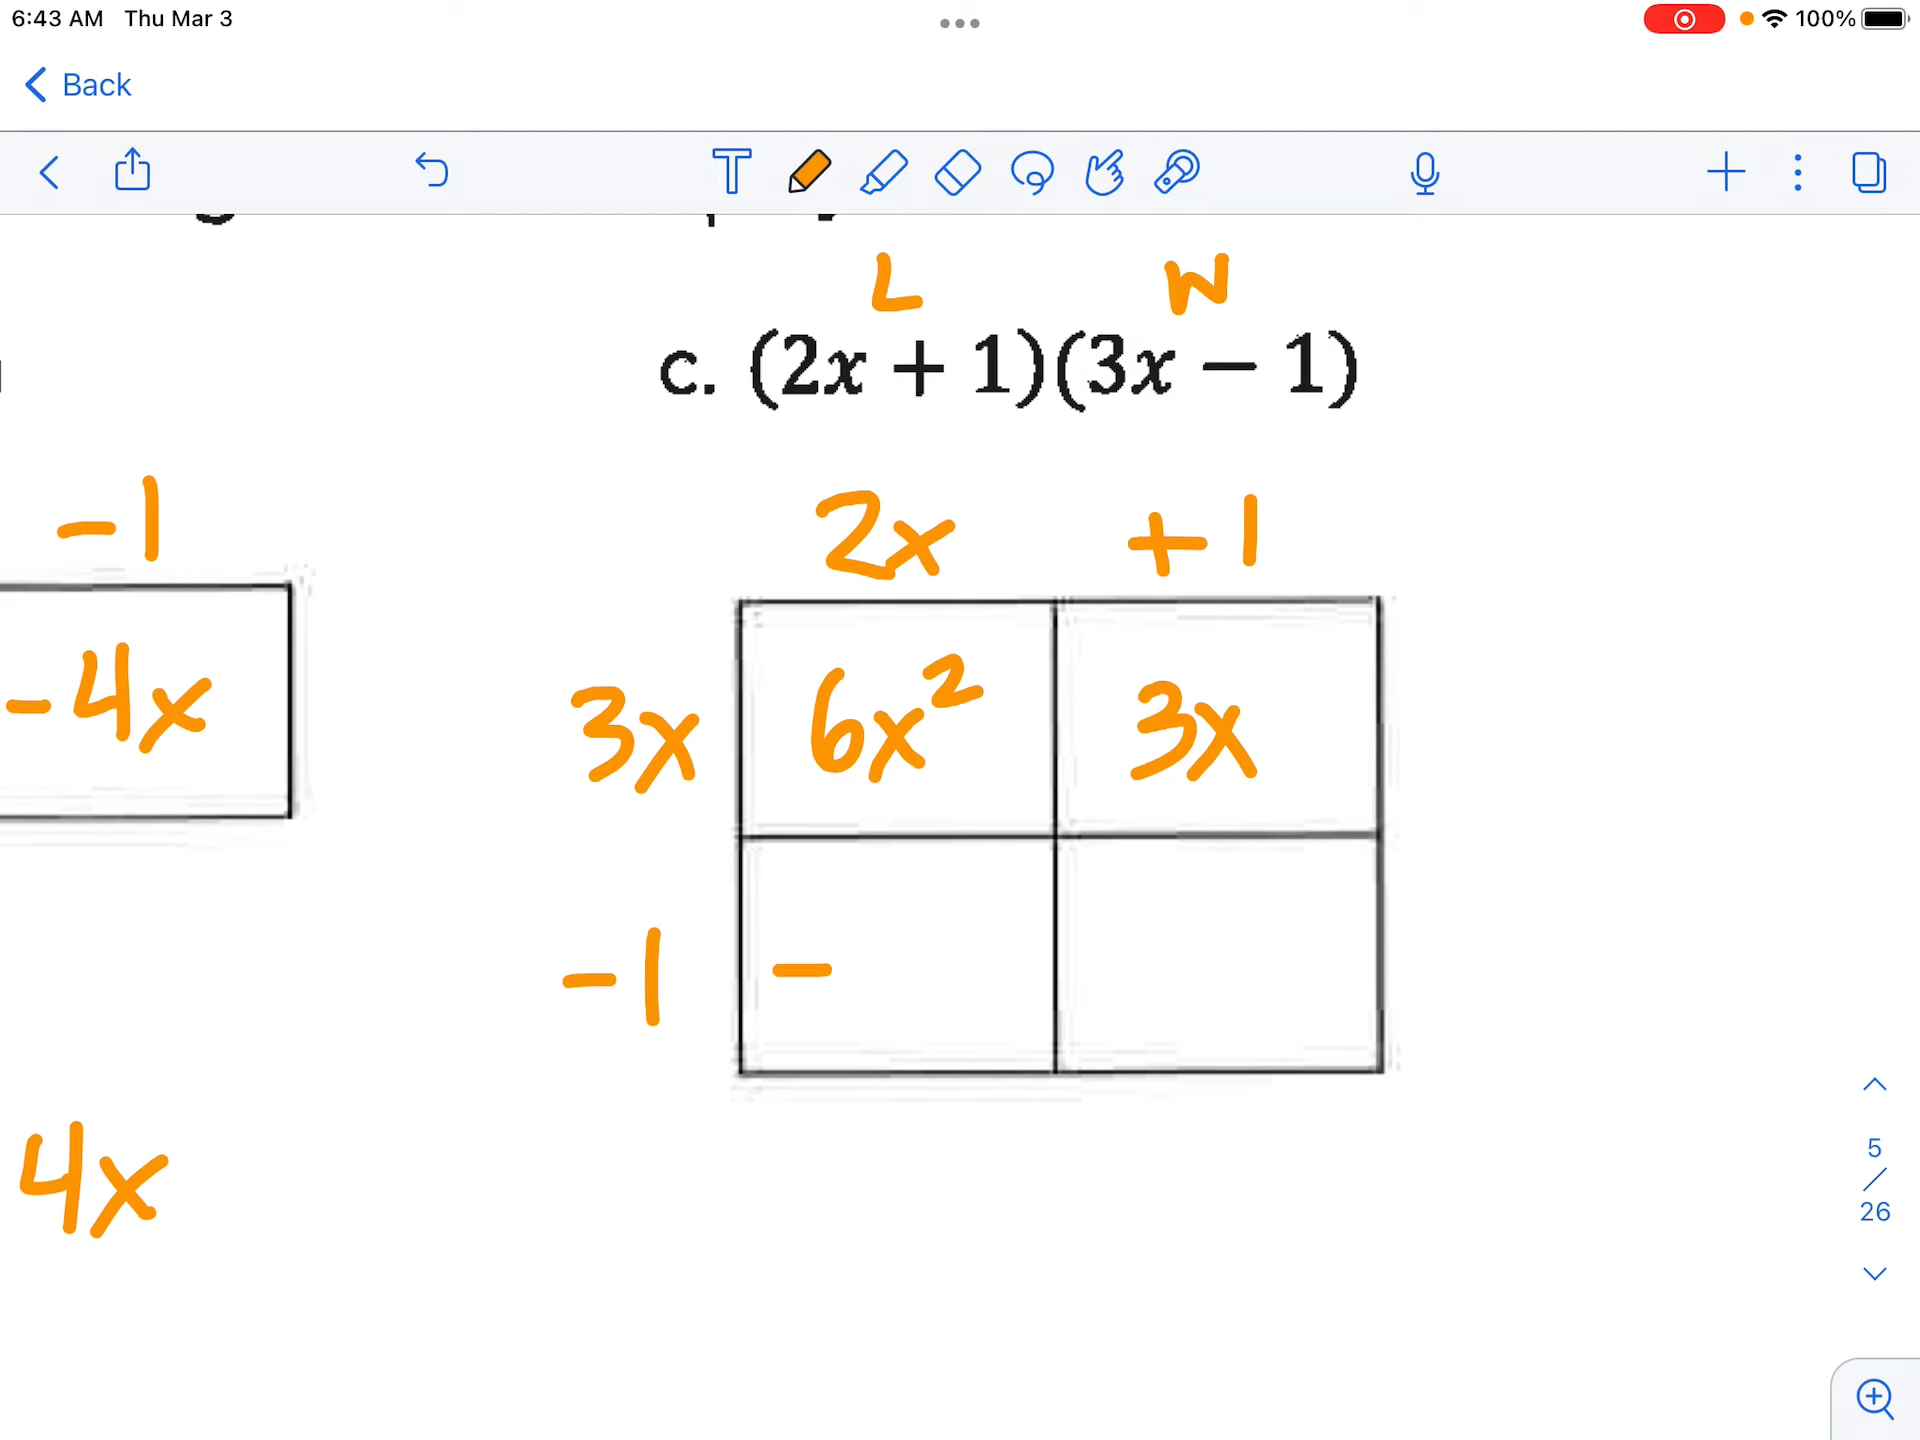 6:43 AM Thu Mar 3
100%
Back
T
L W
c. (2x + 1)(3x − 1)
-1
2x +1
-4x
3x 6x² 3x
-1 -
4x
5
/
26